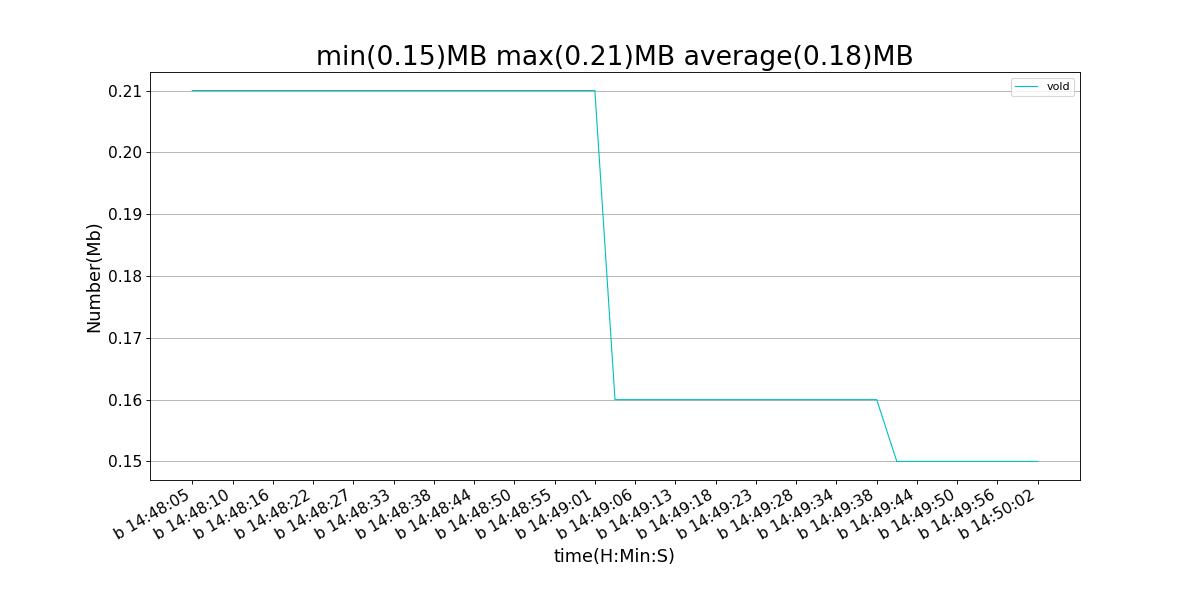 min(0.15)MB max(0.21)MB average(0.18)MB
vold
0.21
0.20
0.19
0.18
0.17
0.16
0.15
Number(Mb)
b 14:48:05
b 14:48:10
b 14:48:16
b 14:48:22
b 14:48:27
b 14:48:33
b 14:48:38
b 14:48:44
b 14:48:50
b 14:48:55
b 14:49:01
b 14:49:06
b 14:49:13
b 14:49:18
b 14:49:23
b 14:49:28
b 14:49:34
b 14:49:38
b 14:49:44
b 14:49:50
b 14:49:56
b 14:50:02
time(H:Min:S)